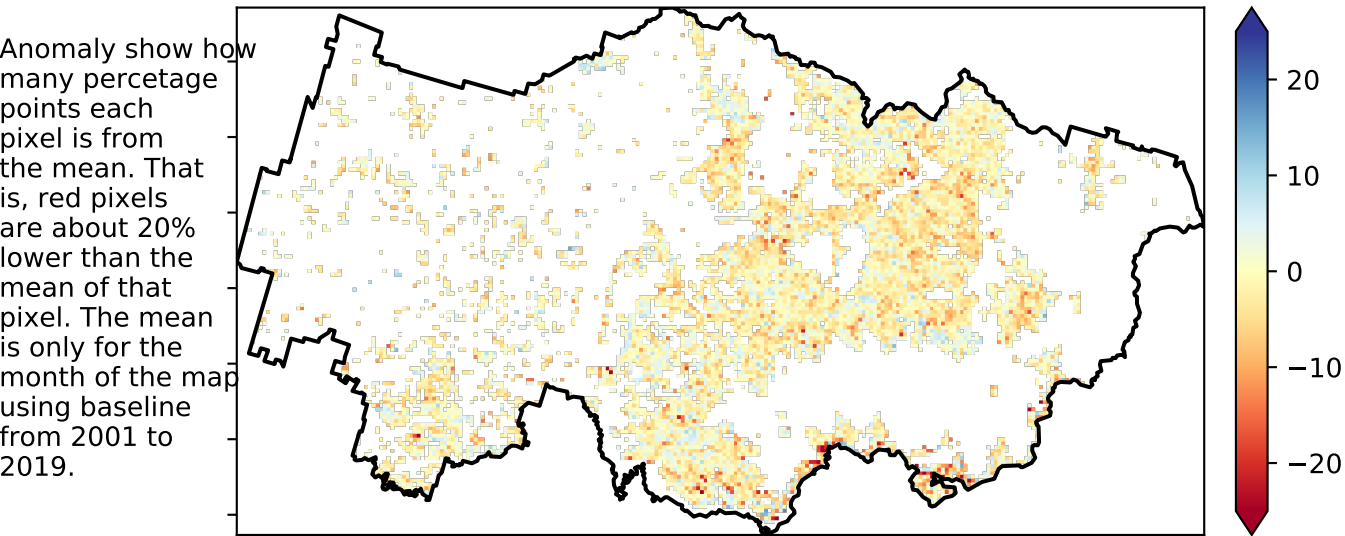 Anomaly show how
many percetage
points each
pixel is from
the mean. That
is, red pixels
are about 20%
lower than the
mean of that
pixel. The mean
is only for the
month of the map
using baseline
from 2001 to
2019.
20
10
0
−10
−20